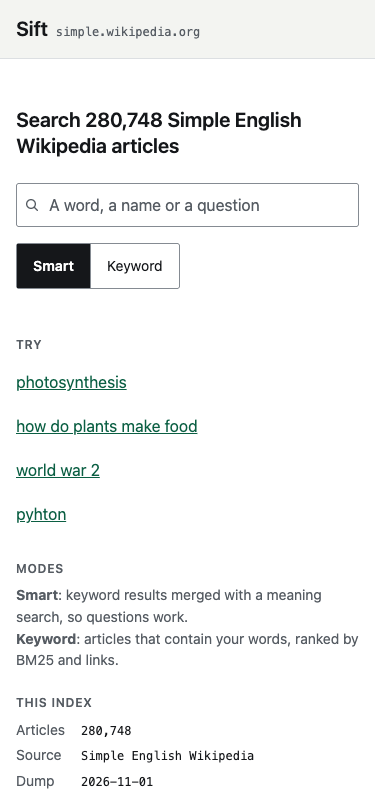 Sift simple.wikipedia.org
Search 280,748 Simple English
Wikipedia articles
A word, a name or a question
Smart Keyword
TRY
photosynthesis
how do plants make food
world war 2
pyhton
MODES
Smart: keyword results merged with a meaning
search, so questions work.
Keyword: articles that contain your words, ranked by
BM25 and links.
THIS INDEX
Articles 280,748
Source Simple English Wikipedia
Dump 2026-11-01